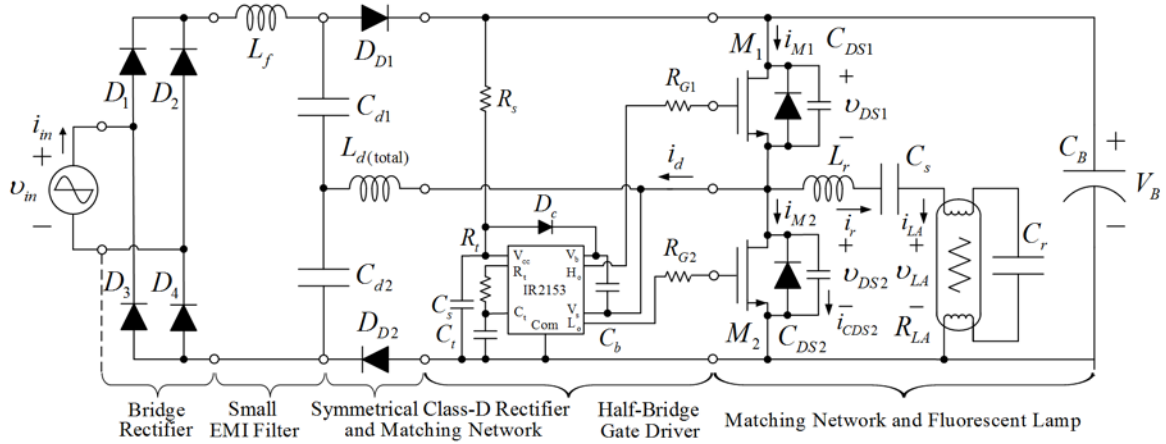 L_f
D_D1
M_1
i_M1
C_DS1
D_1
D_2
C_d1
R_s
R_G1
+
υ_DS1
−
i_in
+
υ_in
−
L_d(total)
i_d
L_r
C_s
C_B
+
V_B
−
D_c
i_M2
i_r
i_LA
R_t
V_cc
V_b
R_t
H_o
IR2153
R_G2
+
υ_DS2
−
+
υ_LA
−
C_r
D_3
D_4
C_d2
C_s
C_t
C_t
V_s
Com
L_o
C_b
i_CDS2
R_LA
D_D2
M_2
C_DS2
Bridge
Rectifier
Small
EMI Filter
Symmetrical Class-D Rectifier
and Matching Network
Half-Bridge
Gate Driver
Matching Network and Fluorescent Lamp